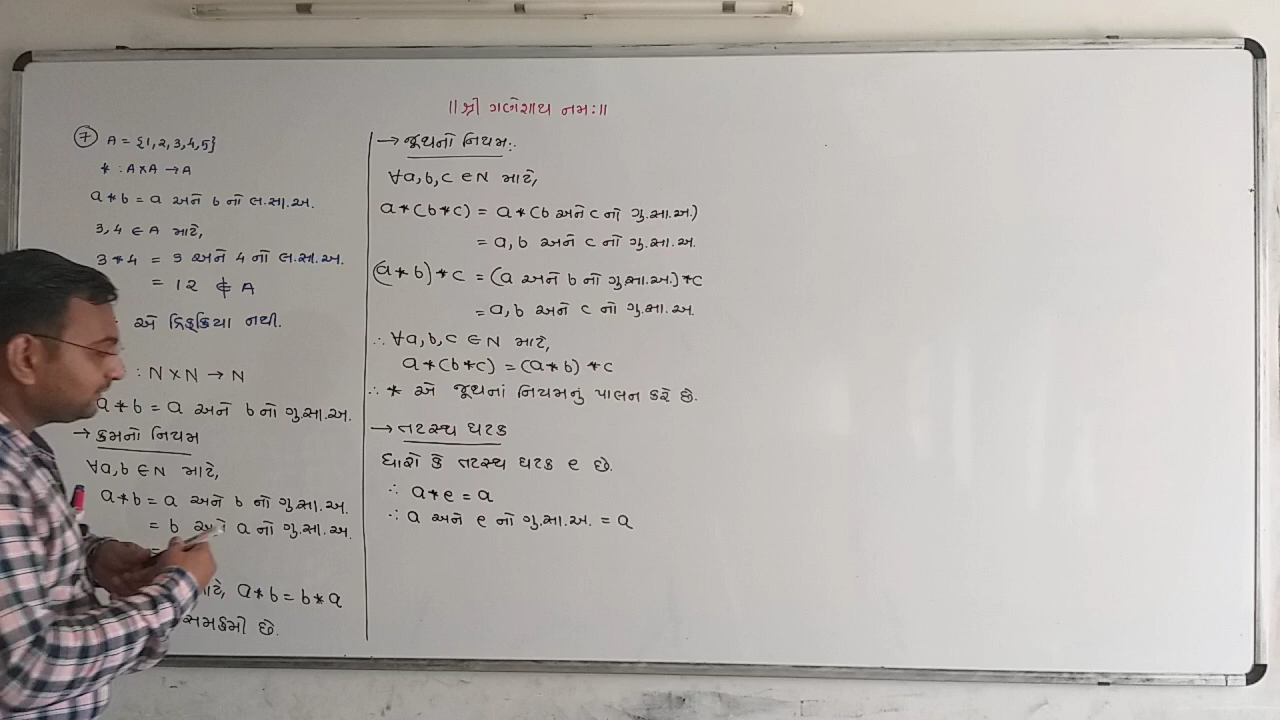 ॥ श्री ગણેશાય નમઃ॥
⑦ A = {1,2,3,4,5}
* : A×A → A
a*b = a અને b નો લ.સા.અ.
3,4 ∈ A માટે,
3*4 = 3 અને 4 નો લ.સા.અ.
= 12 ∉ A
એ દ્વિક્ક્રિયા નથી.
: N×N → N
a*b = a અને b નો ગુ.સા.અ.
→ ક્રમનો નિયમ
∀a,b ∈ N માટે,
a*b = a અને b નો ગુ.સા.અ.
= b અને a નો ગુ.સા.અ.
=
a*b = b*a
સમક્રમી છે.
→ જૂથનો નિયમ:
∀a,b,c ∈ N માટે,
a*(b*c) = a*(b અને c નો ગુ.સા.અ.)
= a,b અને c નો ગુ.સા.અ.
(a*b)*c = (a અને b નો ગુ.સા.અ.)*c
= a,b અને c નો ગુ.સા.અ.
∴ ∀a,b,c ∈ N માટે,
a*(b*c) = (a*b)*c
∴ * એ જૂથનાં નિયમનું પાલન કરે છે.
→ તટસ્થ ઘટક
ધારો કે તટસ્થ ઘટક e છે.
∴ a*e = a
∴ a અને e નો ગુ.સા.અ. = a